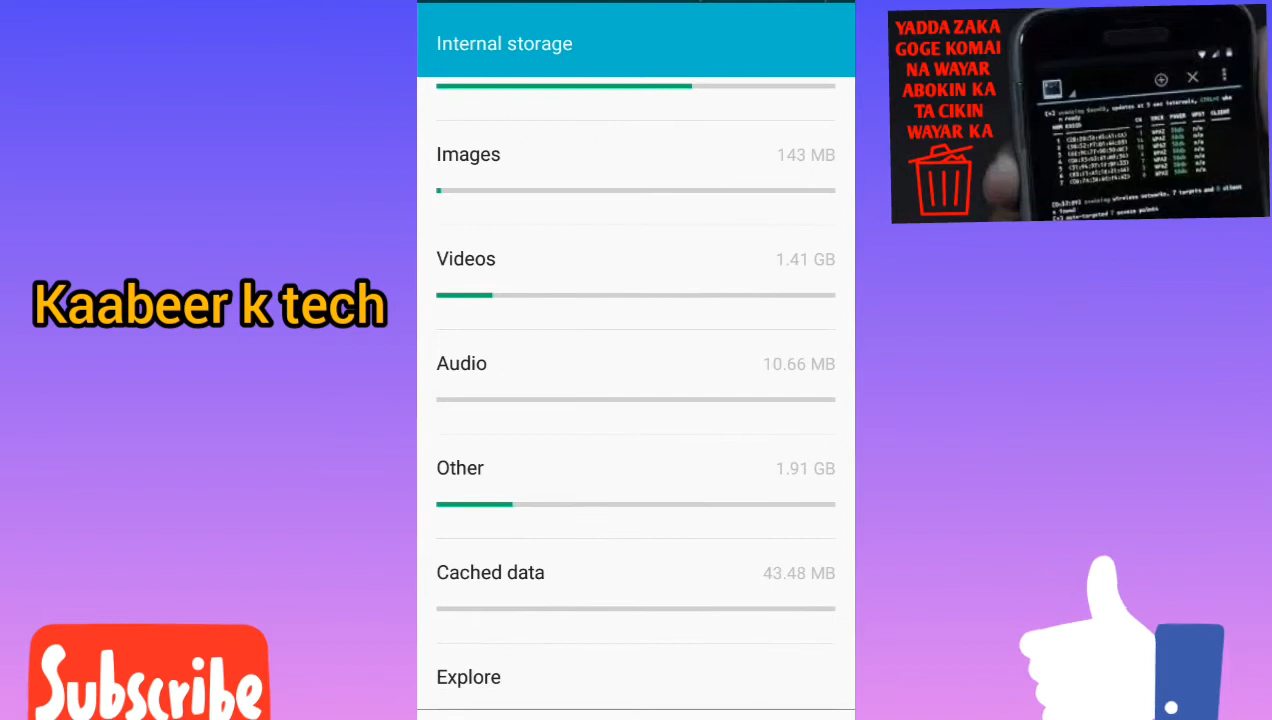 Internal storage
Images 143 MB
Videos 1.41 GB
Audio 10.66 MB
Other 1.91 GB
Cached data 43.48 MB
Explore
Kaabeer k tech
Subscribe
YADDA ZAKA
GOGE KOMAI
NA WAYAR
ABOKIN KA
TA CIKIN
WAYAR KA